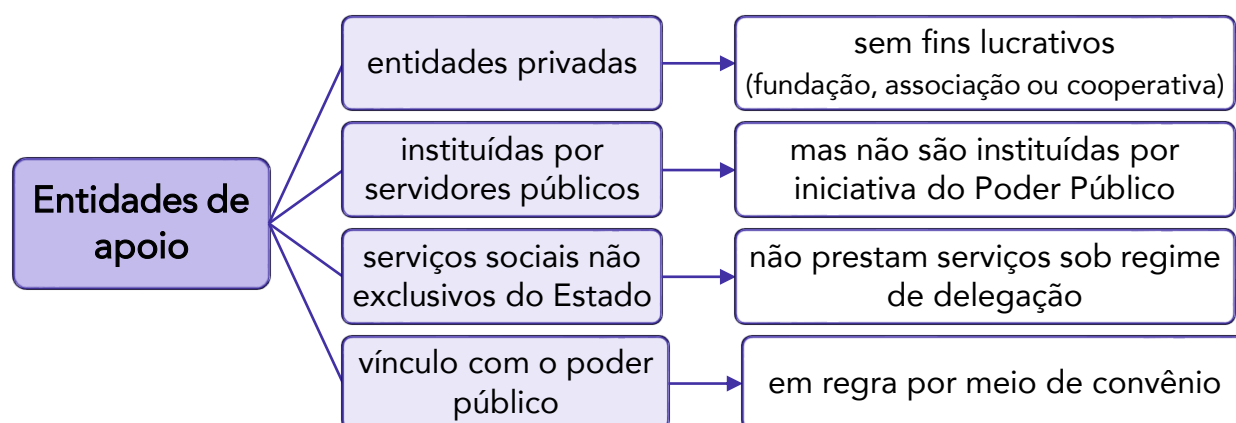 Entidades de
apoio
entidades privadas
sem fins lucrativos
(fundação, associação ou cooperativa)
instituídas por
servidores públicos
mas não são instituídas por
iniciativa do Poder Público
serviços sociais não
exclusivos do Estado
não prestam serviços sob regime
de delegação
vínculo com o poder
público
em regra por meio de convênio